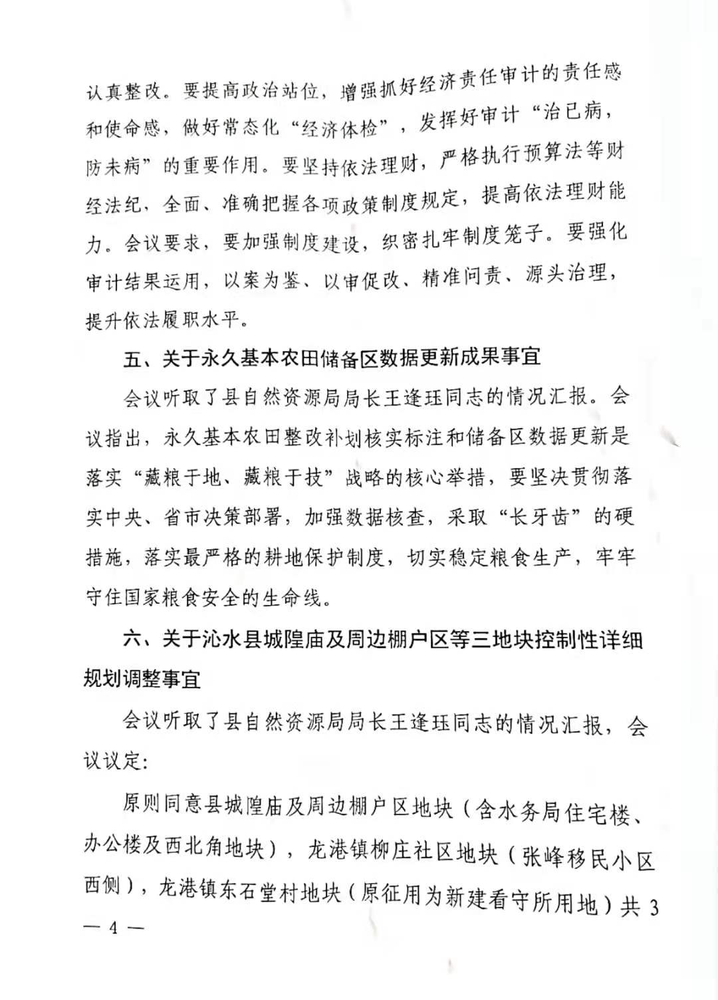 认真整改。要提高政治站位，增强抓好经济责任审计的责任感
和使命感，做好常态化“经济体检”，发挥好审计“治已病，
防未病”的重要作用。要坚持依法理财，严格执行预算法等财
经法纪，全面、准确把握各项政策制度规定，提高依法理财能
力。会议要求，要加强制度建设，织密扎牢制度笼子。要强化
审计结果运用，以案为鉴、以审促改、精准问责、源头治理，
提升依法履职水平。
五、关于永久基本农田储备区数据更新成果事宜
会议听取了县自然资源局局长王逢珏同志的情况汇报。会
议指出，永久基本农田整改补划核实标注和储备区数据更新是
落实“藏粮于地、藏粮于技”战略的核心举措，要坚决贯彻落
实中央、省市决策部署，加强数据核查，采取“长牙齿”的硬
措施，落实最严格的耕地保护制度，切实稳定粮食生产，牢牢
守住国家粮食安全的生命线。
六、关于沁水县城隍庙及周边棚户区等三地块控制性详细
规划调整事宜
会议听取了县自然资源局局长王逢珏同志的情况汇报，会
议议定：
原则同意县城隍庙及周边棚户区地块（含水务局住宅楼、
办公楼及西北角地块），龙港镇柳庄社区地块（张峰移民小区
西侧），龙港镇东石堂村地块（原征用为新建看守所用地）共 3
— 4 —